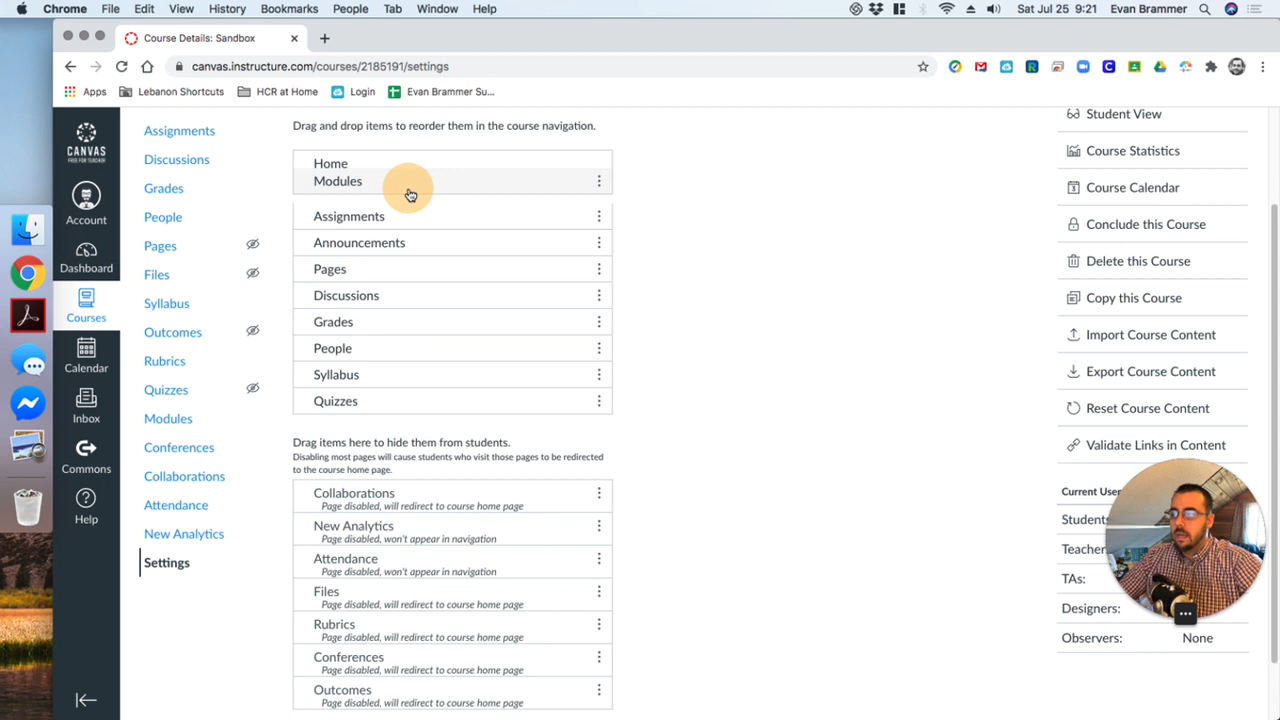 Chrome File Edit View History Bookmarks People Tab Window Help Sat Jul 25 9:21 Evan Brammer
Course Details: Sandbox
canvas.instructure.com/courses/2185191/settings
Apps Lebanon Shortcuts HCR at Home Login Evan Brammer Su...
CANVAS
FREE FOR TEACHER
Account
Dashboard
Courses
Calendar
Inbox
Commons
Help
Assignments
Discussions
Grades
People
Pages
Files
Syllabus
Outcomes
Rubrics
Quizzes
Modules
Conferences
Collaborations
Attendance
New Analytics
Settings
Drag and drop items to reorder them in the course navigation.
Home
Modules
Assignments
Announcements
Pages
Discussions
Grades
People
Syllabus
Quizzes
Drag items here to hide them from students.
Disabling most pages will cause students who visit those pages to be redirected
to the course home page.
Collaborations
Page disabled, will redirect to course home page
New Analytics
Page disabled, won't appear in navigation
Attendance
Page disabled, won't appear in navigation
Files
Page disabled, will redirect to course home page
Rubrics
Page disabled, will redirect to course home page
Conferences
Page disabled, will redirect to course home page
Outcomes
Page disabled, will redirect to course home page
Student View
Course Statistics
Course Calendar
Conclude this Course
Delete this Course
Copy this Course
Import Course Content
Export Course Content
Reset Course Content
Validate Links in Content
Current User
Students
Teacher
TAs:
Designers:
Observers: None